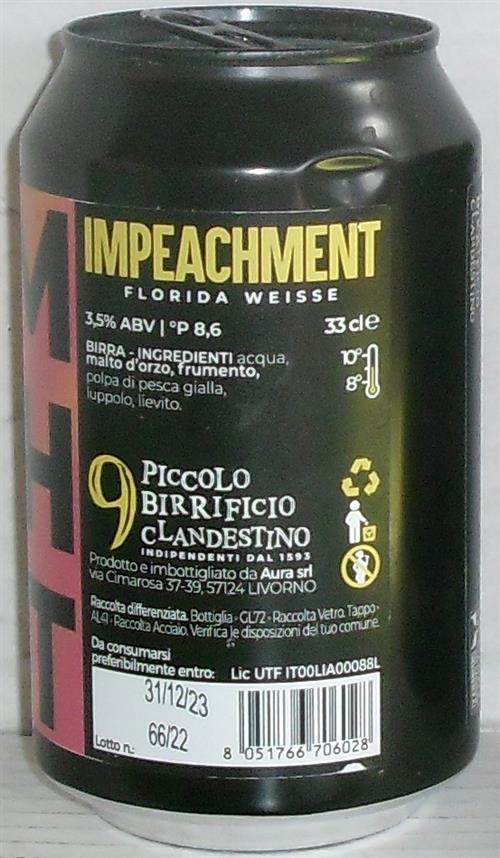 IMPEACHMENT
FLORIDA WEISSE
3,5% ABV | °P 8,6
33 cl e
BIRRA - INGREDIENTI acqua,
malto d'orzo, frumento,
polpa di pesca gialla,
luppolo, lievito.
10°
8°
9 PICCOLO
BIRRIFICIO
CLANDESTINO
INDIPENDENTI DAL 1593
Prodotto e imbottigliato da Aura srl
via Cimarosa 37-39, 57124 LIVORNO
Raccolta differenziata. Bottiglia - GL72 - Raccolta Vetro. Tappo -
AL41 - Raccolta Acciaio. Verifica le disposizioni del tuo comune.
Da consumarsi
preferibilmente entro:
Lic UTF IT00LIA00088L
31/12/23
Lotto n.:
66/22
8 051766 706028